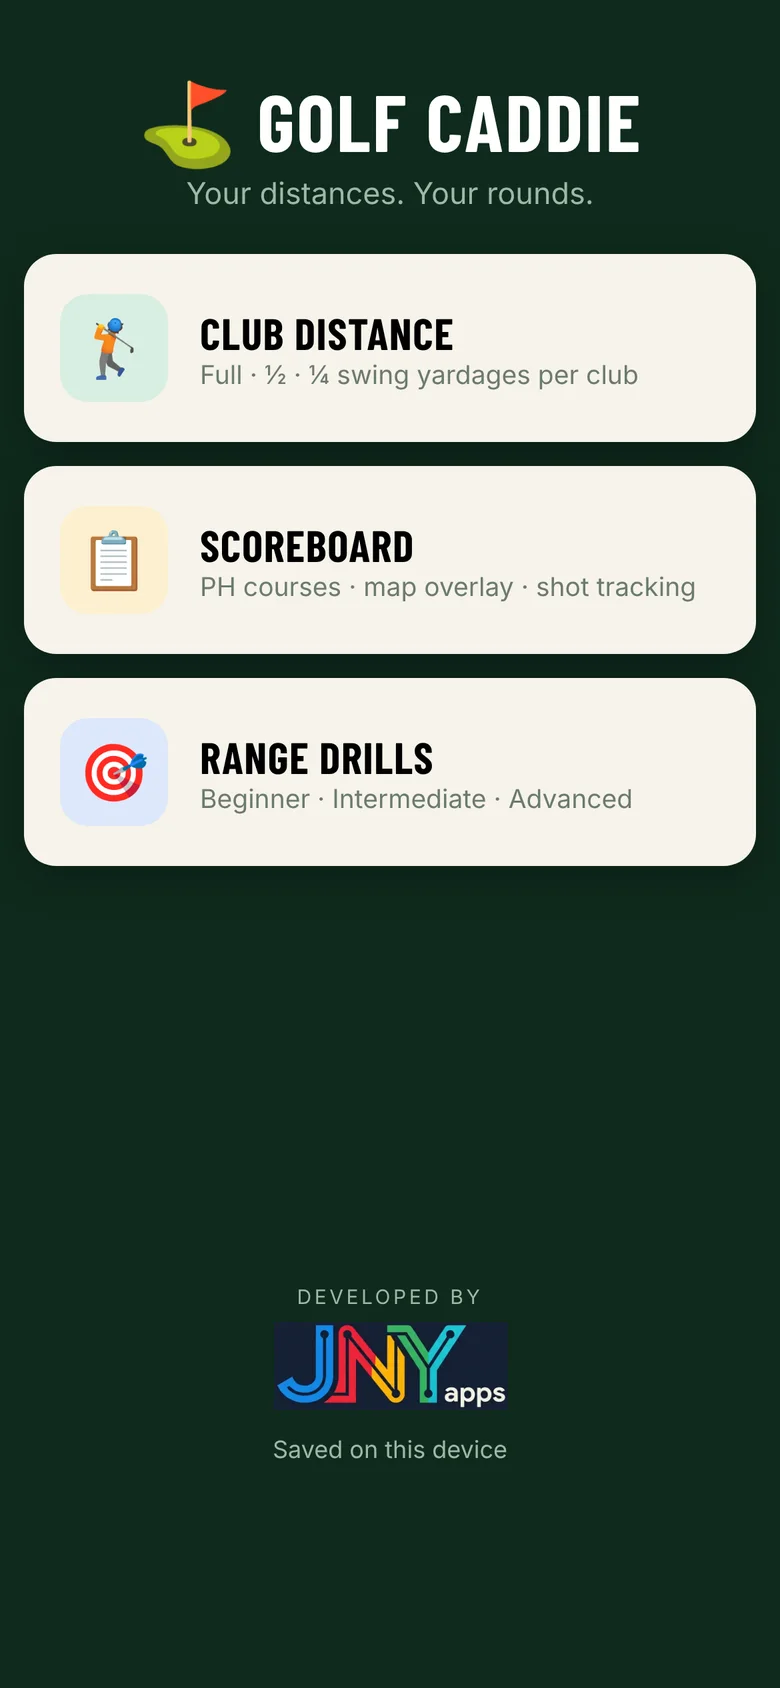 GOLF CADDIE
Your distances. Your rounds.
CLUB DISTANCE
Full · ½ · ¼ swing yardages per club
SCOREBOARD
PH courses · map overlay · shot tracking
RANGE DRILLS
Beginner · Intermediate · Advanced
DEVELOPED BY
JNY apps
Saved on this device